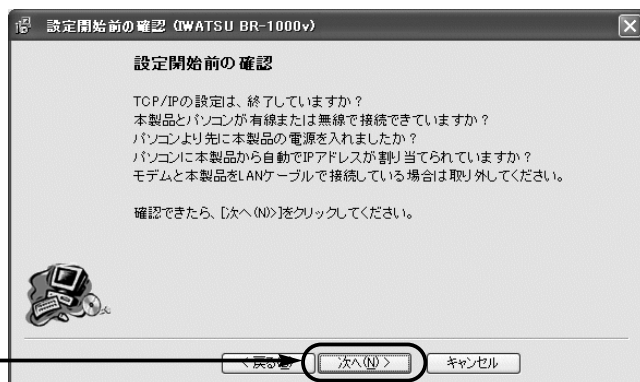 設定開始前の確認 (IWATSU BR-1000v)
設定開始前の確認
TCP/IPの設定は、終了していますか？
本製品とパソコンが有線または無線で接続できていますか？
パソコンより先に本製品の電源を入れましたか？
パソコンに本製品から自動でIPアドレスが割り当てられていますか？
モデムと本製品をLANケーブルで接続している場合は取り外してください。
確認できたら、[次へ(N)>]をクリックしてください。
< 戻る(B) 次へ(N) > キャンセル